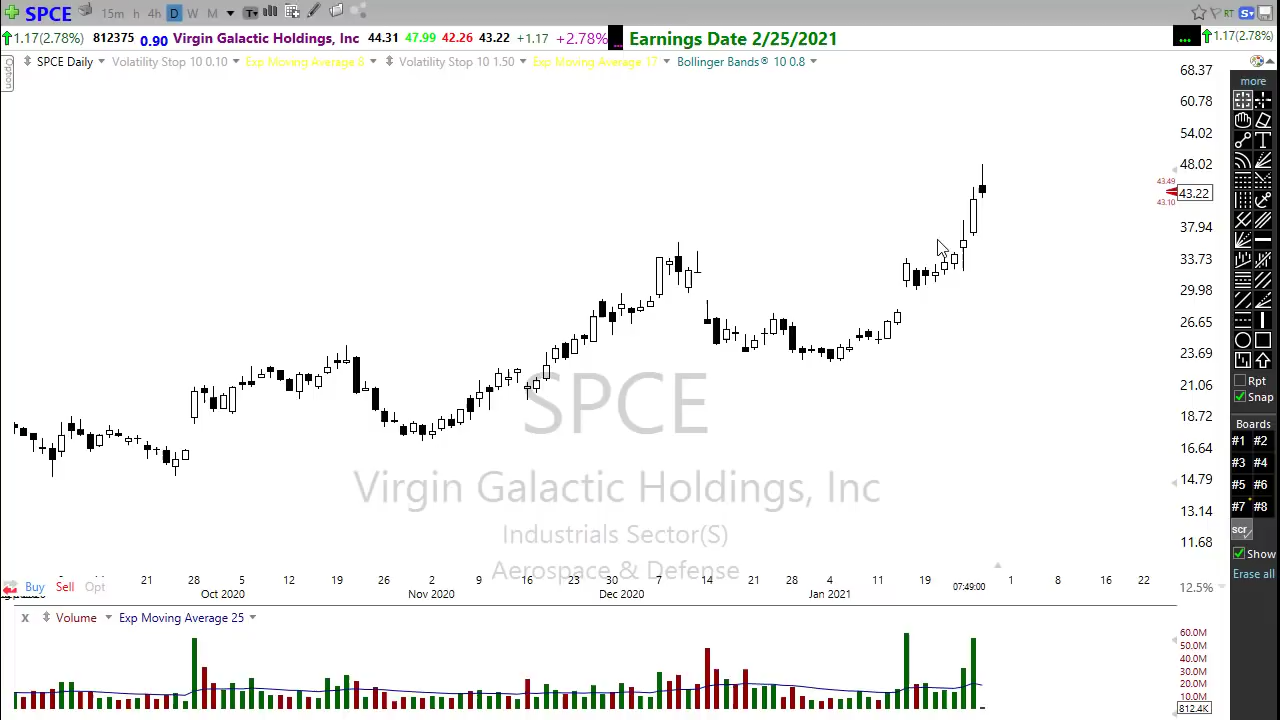 SPCE 15m h 4h D W M T
RT S
1.17(2.78%) 812375 0.90 Virgin Galactic Holdings, Inc 44.31 47.99 42.26 43.22 +1.17 +2.78% ... Earnings Date 2/25/2021 ... 1.17(2.78%)
Option
SPCE Daily Volatility Stop 10 0.10 Exp Moving Average 8 Volatility Stop 10 1.50 Exp Moving Average 17 Bollinger Bands® 10 0.8
68.37
60.78
54.02
48.02
43.49
43.22
43.10
37.94
33.73
29.98
26.65
23.69
21.06
18.72
16.64
14.79
13.14
11.68
12.5%
more
T
Rpt
Snap
Boards
#1 #2
#3 #4
#5 #6
#7 #8
scr
Show
Erase all
SPCE
Virgin Galactic Holdings, Inc
Industrials Sector(S)
Aerospace & Defense
21 28 5 12 19 26 2 9 16 23 30 7 14 21 28 4 11 19 07:49:00 1 8 16 22
Buy Sell Opt
Oct 2020 Nov 2020 Dec 2020 Jan 2021
x Volume Exp Moving Average 25
60.0M
50.0M
40.0M
30.0M
20.0M
10.0M
812.4K